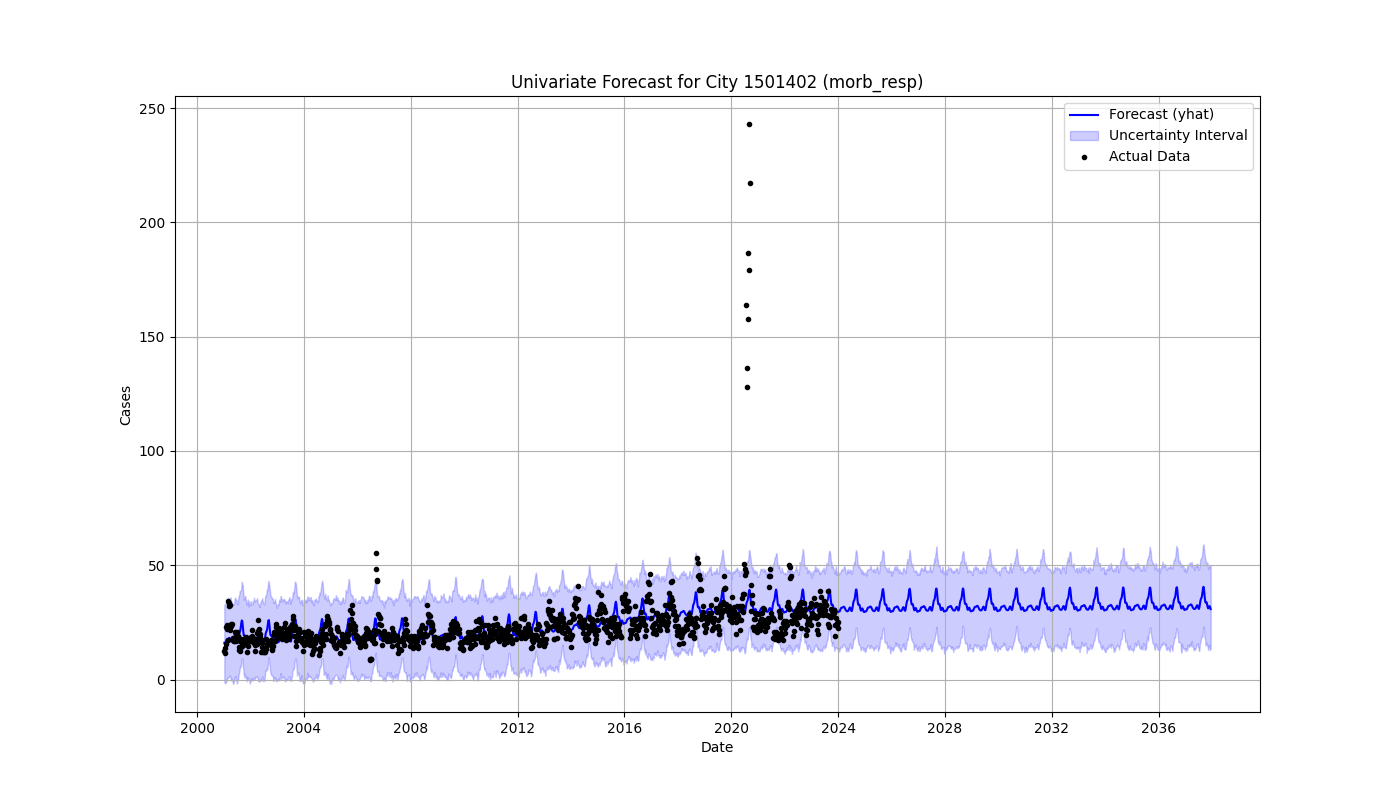 Univariate Forecast for City 1501402 (morb_resp)
Forecast (yhat)
Uncertainty Interval
Actual Data
Cases
250
200
150
100
50
0
2000 2004 2008 2012 2016 2020 2024 2028 2032 2036
Date